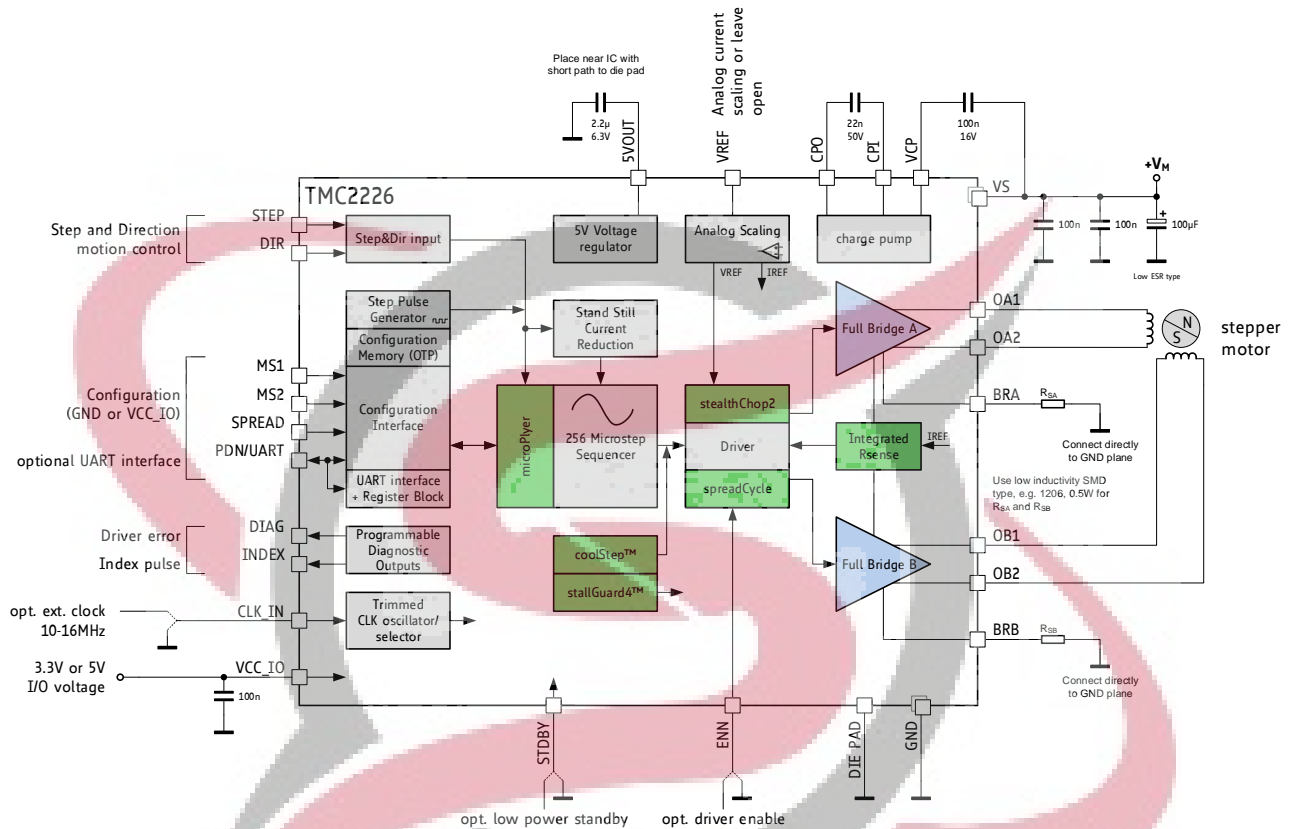 Place near IC with
short path to die pad
2.2µ
6.3V
5VOUT
VREF
Analog current
scaling or leave
open
CPO
22n
50V
CPI
VCP
100n
16V
+VM
VS
100n
100n
+
100µF
Low ESR type
TMC2226
Step and Direction
motion control
STEP
DIR
Step&Dir input
5V Voltage
regulator
Analog Scaling
VREF
IREF
charge pump
Step Pulse
Generator
Configuration
Memory (OTP)
Stand Still
Current
Reduction
Full Bridge A
OA1
OA2
N
S
stepper
motor
Configuration
(GND or VCC_IO)
optional UART interface
MS1
MS2
SPREAD
PDN/UART
Configuration
Interface
UART interface
+ Register Block
microPlyer
256 Microstep
Sequencer
stealthChop2
Driver
spreadCycle
Integrated
Rsense
IREF
BRA
RSA
Connect directly
to GND plane
Use low inductivity SMD
type, e.g. 1206, 0.5W for
RSA and RSB
Driver error
Index pulse
DIAG
INDEX
Programmable
Diagnostic
Outputs
coolStep™
stallGuard4™
Full Bridge B
OB1
OB2
opt. ext. clock
10-16MHz
CLK_IN
Trimmed
CLK oscillator/
selector
BRB
RSB
Connect directly
to GND plane
3.3V or 5V
I/O voltage
VCC_IO
100n
STDBY
ENN
DIE PAD
GND
opt. low power standby
opt. driver enable